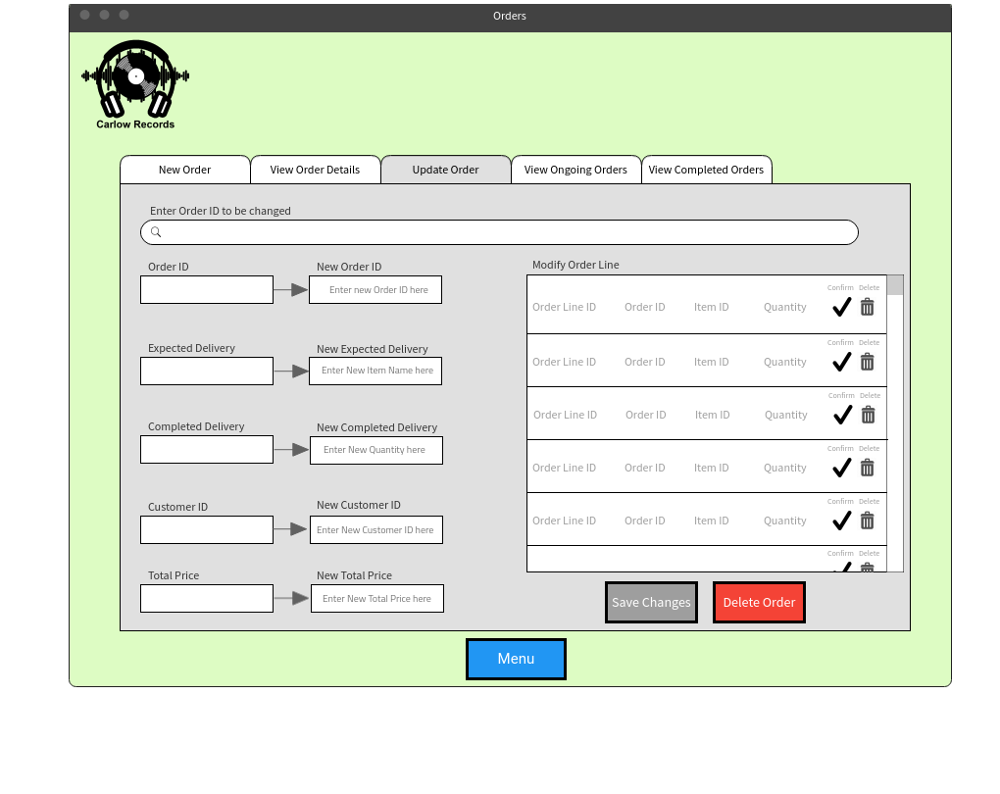 Orders
Carlow Records
New Order
View Order Details
Update Order
View Ongoing Orders
View Completed Orders
Enter Order ID to be changed
Order ID
New Order ID
Enter new Order ID here
Expected Delivery
New Expected Delivery
Enter New Item Name here
Completed Delivery
New Completed Delivery
Enter New Quantity here
Customer ID
New Customer ID
Enter New Customer ID here
Total Price
New Total Price
Enter New Total Price here
Modify Order Line
Confirm Delete
Order Line ID Order ID Item ID Quantity
Confirm Delete
Order Line ID Order ID Item ID Quantity
Confirm Delete
Order Line ID Order ID Item ID Quantity
Confirm Delete
Order Line ID Order ID Item ID Quantity
Confirm Delete
Order Line ID Order ID Item ID Quantity
Confirm Delete
Save Changes
Delete Order
Menu